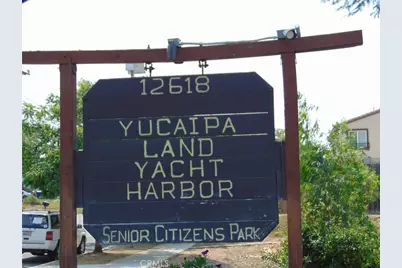 12618
YUCAIPA
LAND
YACHT
HARBOR
SENIOR CITIZENS PARK
CRMLS